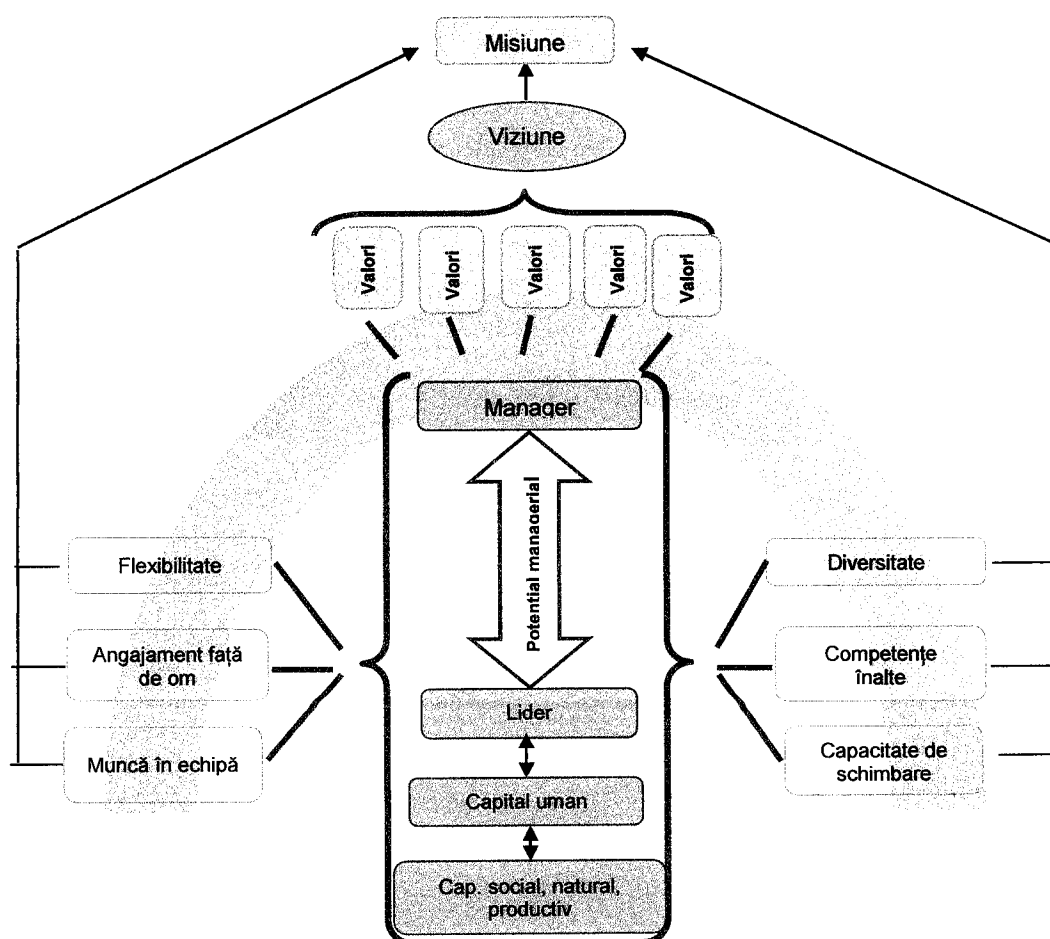 Misiune
Viziune
Valori
Valori
Valori
Valori
Valori
Manager
Potential managerial
Flexibilitate
Angajament față
de om
Muncă în echipă
Diversitate
Competențe
înalte
Capacitate de
schimbare
Lider
Capital uman
Cap. social, natural,
productiv